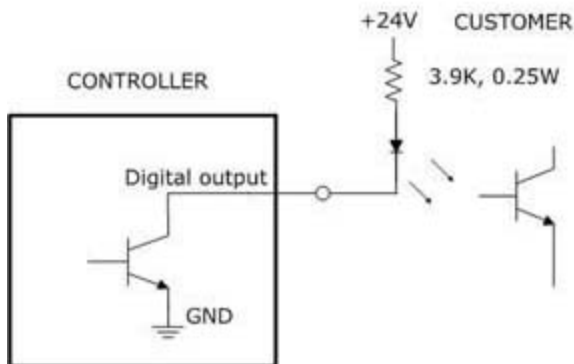 +24V
CUSTOMER
CONTROLLER
3.9K, 0.25W
Digital output
GND